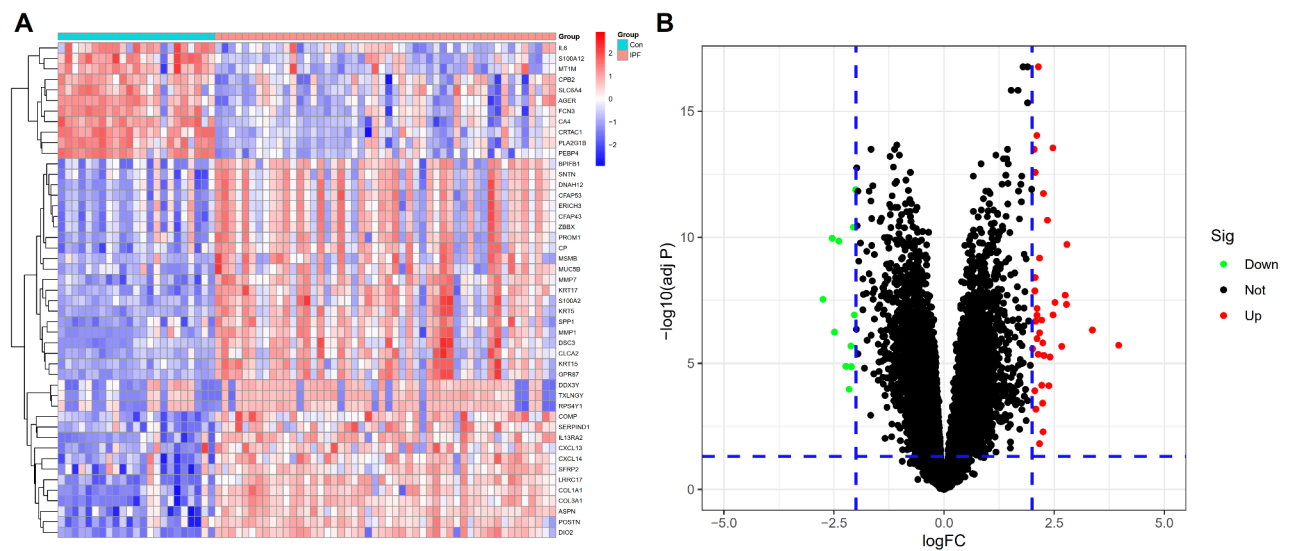 A
Group
IL6
S100A12
MT1M
CPB2
SLC6A4
AGER
FCN3
CA4
CRTAC1
PLA2G1B
PEBP4
BPIFB1
SNTN
DNAH12
CFAP53
ERICH3
CFAP43
ZBBX
PROM1
CP
MSMB
MUC5B
MMP7
KRT17
S100A2
KRT5
SPP1
MMP1
DSC3
CLCA2
KRT15
GPR87
DDX3Y
TXLNGY
RPS4Y1
COMP
SERPIND1
IL13RA2
CXCL13
CXCL14
SFRP2
LRRC17
COL1A1
COL3A1
ASPN
POSTN
DIO2
2
1
0
−1
−2
Group
Con
IPF
B
−log10(adj P)
15
10
5
0
−5.0
−2.5
0.0
2.5
5.0
logFC
Sig
Down
Not
Up